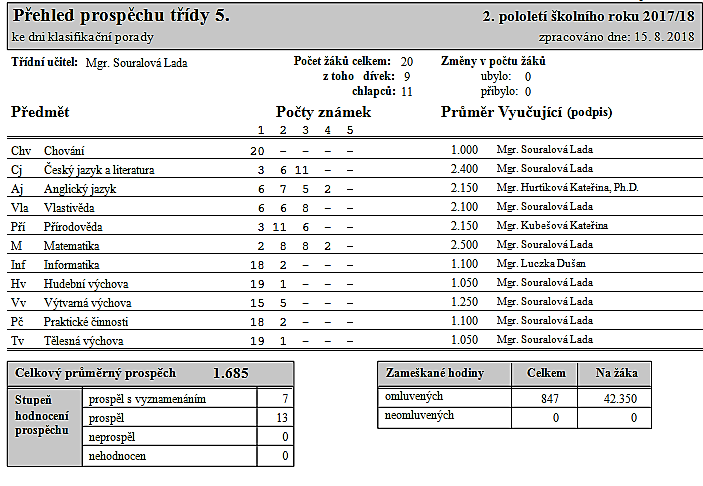 Přehled prospěchu třídy 5. 2. pololetí školního roku 2017/18
ke dni klasifikační porady zpracováno dne: 15. 8. 2018
Třídní učitel: Mgr. Souralová Lada Počet žáků celkem: 20 Změny v počtu žáků
z toho dívek: 9 ubylo: 0
chlapců: 11 přibylo: 0
Předmět Počty známek Průměr Vyučující (podpis)
1 2 3 4 5
Chv Chování 20 – – – – 1.000 Mgr. Souralová Lada
Cj Český jazyk a literatura 3 6 11 – – 2.400 Mgr. Souralová Lada
Aj Anglický jazyk 6 7 5 2 – 2.150 Mgr. Hurtíková Kateřina, Ph.D.
Vla Vlastivěda 6 6 8 – – 2.100 Mgr. Souralová Lada
Pří Přírodověda 3 11 6 – – 2.150 Mgr. Kubešová Kateřina
M Matematika 2 8 8 2 – 2.500 Mgr. Souralová Lada
Inf Informatika 18 2 – – – 1.100 Mgr. Luczka Dušan
Hv Hudební výchova 19 1 – – – 1.050 Mgr. Souralová Lada
Vv Výtvarná výchova 15 5 – – – 1.250 Mgr. Souralová Lada
Pč Praktické činnosti 18 2 – – – 1.100 Mgr. Souralová Lada
Tv Tělesná výchova 19 1 – – – 1.050 Mgr. Souralová Lada
Celkový průměrný prospěch 1.685 Zameškané hodiny Celkem Na žáka
Stupeň hodnocení prospěchu prospěl s vyznamenáním 7 omluvených 847 42.350
prospěl 13 neomluvených 0 0
neprospěl 0
nehodnocen 0